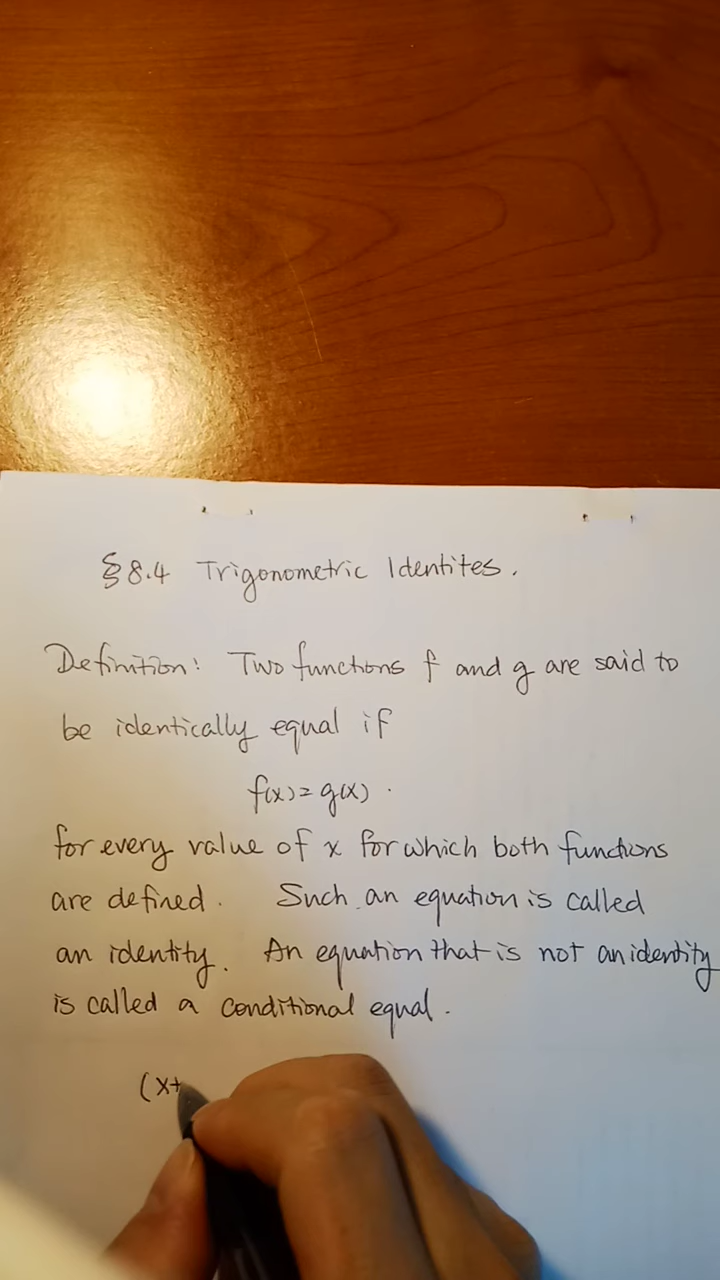 § 8.4 Trigonometric Identites.
Definition: Two functions f and g are said to
be identically equal if
f(x) = g(x).
for every value of x for which both functions
are defined. Such an equation is called
an identity. An equation that is not an identity
is called a conditional equal.
(x+